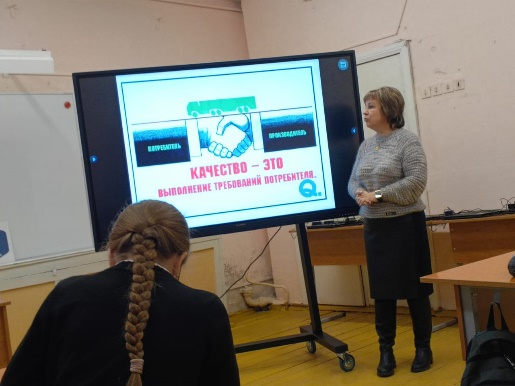 ПОТРЕБИТЕЛЬ ПРОИЗВОДИТЕЛЬ
КАЧЕСТВО – ЭТО
ВЫПОЛНЕНИЕ ТРЕБОВАНИЙ ПОТРЕБИТЕЛЯ.
Q